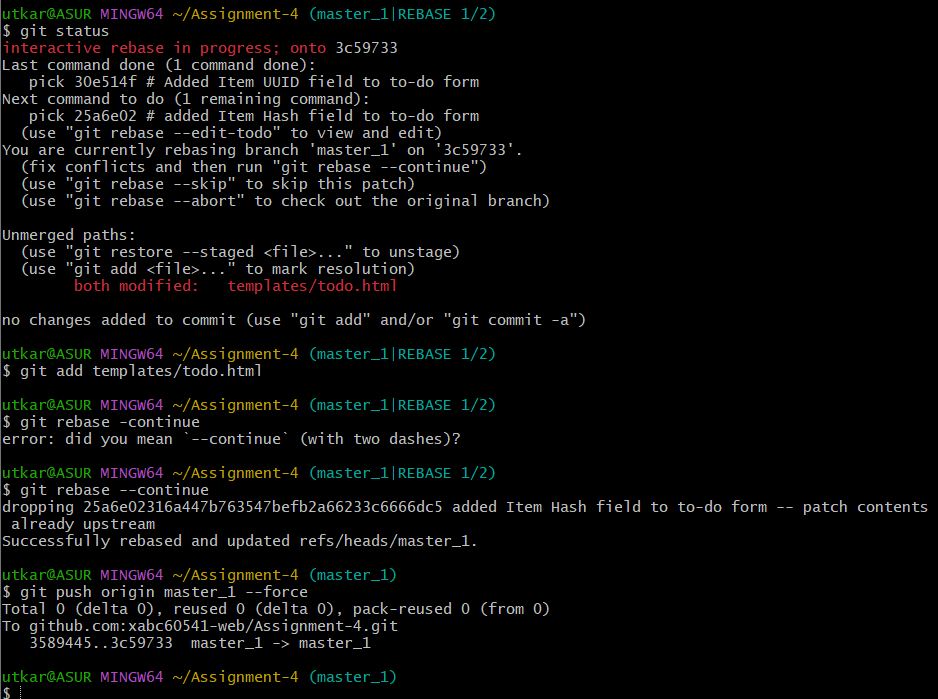 utkar@ASUR MINGW64 ~/Assignment-4 (master_1|REBASE 1/2)
$ git status
interactive rebase in progress; onto 3c59733
Last command done (1 command done):
   pick 30e514f # Added Item UUID field to to-do form
Next command to do (1 remaining command):
   pick 25a6e02 # added Item Hash field to to-do form
  (use "git rebase --edit-todo" to view and edit)
You are currently rebasing branch 'master_1' on '3c59733'.
  (fix conflicts and then run "git rebase --continue")
  (use "git rebase --skip" to skip this patch)
  (use "git rebase --abort" to check out the original branch)

Unmerged paths:
  (use "git restore --staged <file>..." to unstage)
  (use "git add <file>..." to mark resolution)
        both modified:   templates/todo.html

no changes added to commit (use "git add" and/or "git commit -a")

utkar@ASUR MINGW64 ~/Assignment-4 (master_1|REBASE 1/2)
$ git add templates/todo.html

utkar@ASUR MINGW64 ~/Assignment-4 (master_1|REBASE 1/2)
$ git rebase -continue
error: did you mean `--continue` (with two dashes)?

utkar@ASUR MINGW64 ~/Assignment-4 (master_1|REBASE 1/2)
$ git rebase --continue
dropping 25a6e02316a447b763547befb2a66233c6666dc5 added Item Hash field to to-do form -- patch contents
 already upstream
Successfully rebased and updated refs/heads/master_1.

utkar@ASUR MINGW64 ~/Assignment-4 (master_1)
$ git push origin master_1 --force
Total 0 (delta 0), reused 0 (delta 0), pack-reused 0 (from 0)
To github.com:xabc60541-web/Assignment-4.git
   3589445..3c59733  master_1 -> master_1

utkar@ASUR MINGW64 ~/Assignment-4 (master_1)
$